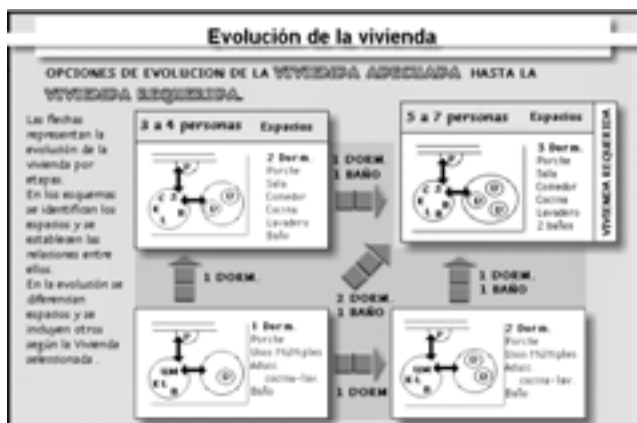 Evolución de la vivienda
OPCIONES DE EVOLUCION DE LA VIVIENDA ADECUADA HASTA LA
VIVIENDA REQUERIDA.
Las flechas
representan la
evolución de la
vivienda por
etapas.
En los esquemas
se identifican los
espacios y se
establecen las
relaciones entre
ellos.
En la evolución se
diferencian
espacios y se
incluyen otros
según la Vivienda
seleccionada .
3 a 4 personas Espacios
P
2 Dorm.
Porche
Sala
Comedor
Cocina
Lavadero
Baño
1 DORM.
1 BAÑO
5 a 7 personas Espacios
P
3 Dorm.
Porche
Sala
Comedor
Cocina
Lavadero
2 baños
VIVIENDA REQUERIDA
1 DORM.
2 DORM.
1 BAÑO
1 DORM.
1 BAÑO
P
UM
K L B
D
1 Dorm.
Porche
Usos Múltiples
cocina-lav.
Baño
1 DORM
P
UM
K L B
D
D
2 Dorm.
Porche
Usos Múltiples
cocina-lav.
Baño